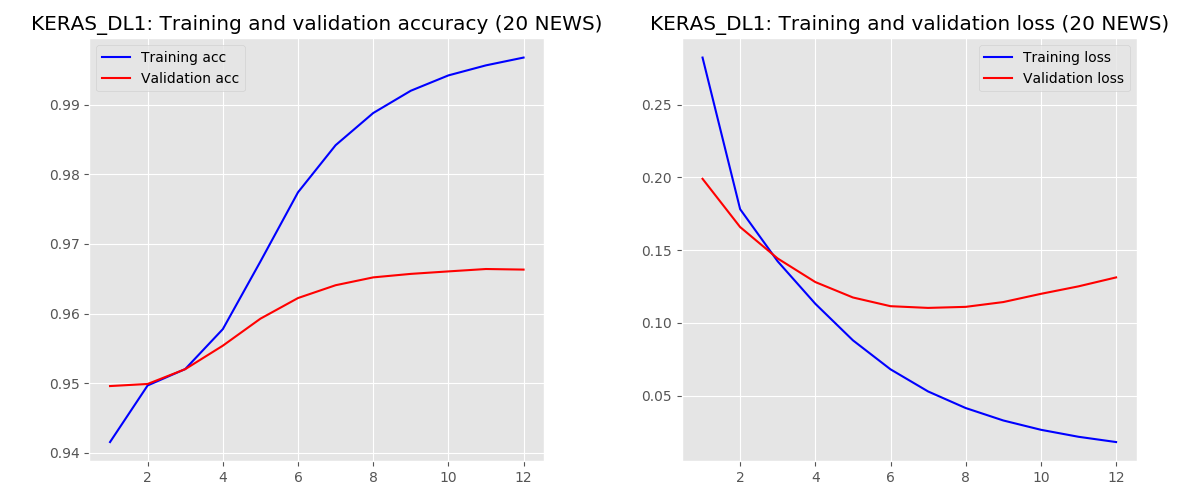 KERAS_DL1: Training and validation accuracy (20 NEWS)
Training acc
Validation acc
0.99
0.98
0.97
0.96
0.95
0.94
2 4 6 8 10 12
KERAS_DL1: Training and validation loss (20 NEWS)
Training loss
Validation loss
0.25
0.20
0.15
0.10
0.05
2 4 6 8 10 12